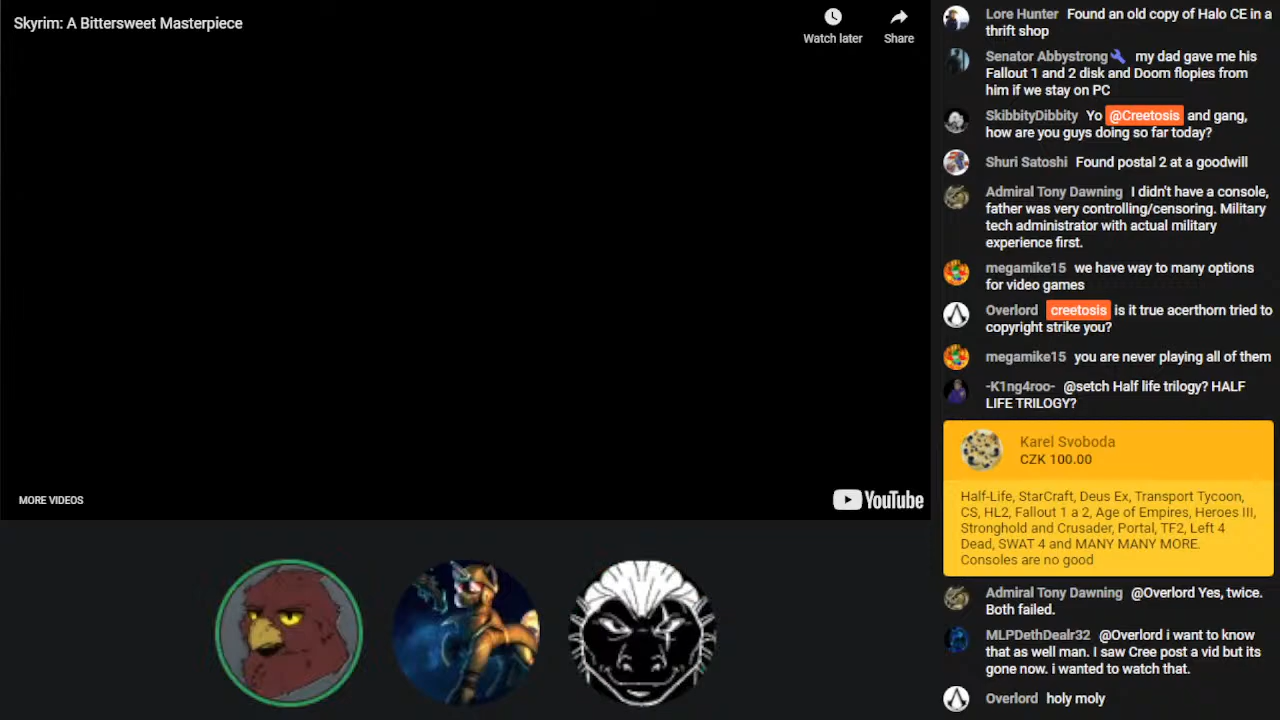 Skyrim: A Bittersweet Masterpiece
Watch later
Share
MORE VIDEOS
YouTube
Lore Hunter Found an old copy of Halo CE in a
thrift shop
Senator Abbystrong my dad gave me his
Fallout 1 and 2 disk and Doom flopies from
him if we stay on PC
SkibbityDibbity Yo @Creetosis and gang,
how are you guys doing so far today?
Shuri Satoshi Found postal 2 at a goodwill
Admiral Tony Dawning I didn't have a console,
father was very controlling/censoring. Military
tech administrator with actual military
experience first.
megamike15 we have way to many options
for video games
Overlord creetosis is it true acerthorn tried to
copyright strike you?
megamike15 you are never playing all of them
-K1ng4roo- @setch Half life trilogy? HALF
LIFE TRILOGY?
Karel Svoboda
CZK 100.00
Half-Life, StarCraft, Deus Ex, Transport Tycoon,
CS, HL2, Fallout 1 a 2, Age of Empires, Heroes III,
Stronghold and Crusader, Portal, TF2, Left 4
Dead, SWAT 4 and MANY MANY MORE.
Consoles are no good
Admiral Tony Dawning @Overlord Yes, twice.
Both failed.
MLPDethDealr32 @Overlord i want to know
that as well man. I saw Cree post a vid but its
gone now. i wanted to watch that.
Overlord holy moly